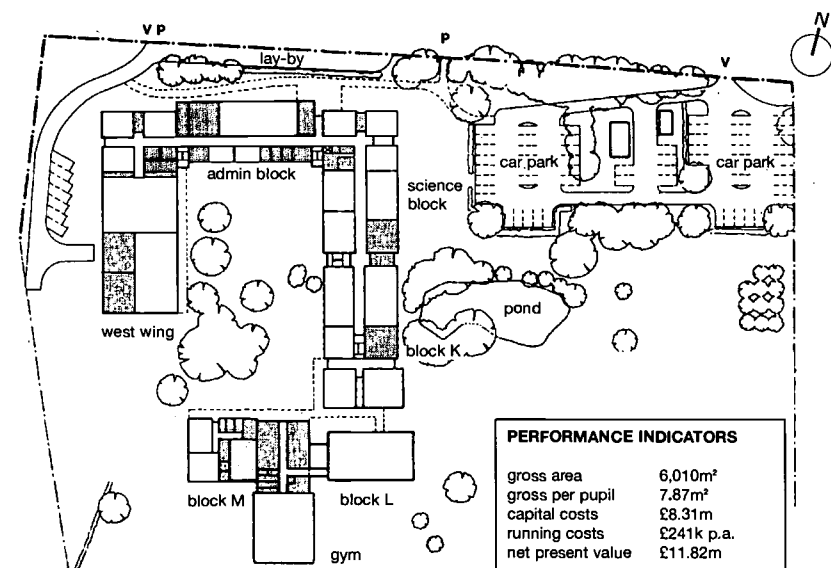 V P
P
V
N
lay-by
car park
car park
admin block
science
block
west wing
pond
block K
block M
block L
gym
PERFORMANCE INDICATORS
gross area 6,010m²
gross per pupil 7.87m²
capital costs £8.31m
running costs £241k p.a.
net present value £11.82m